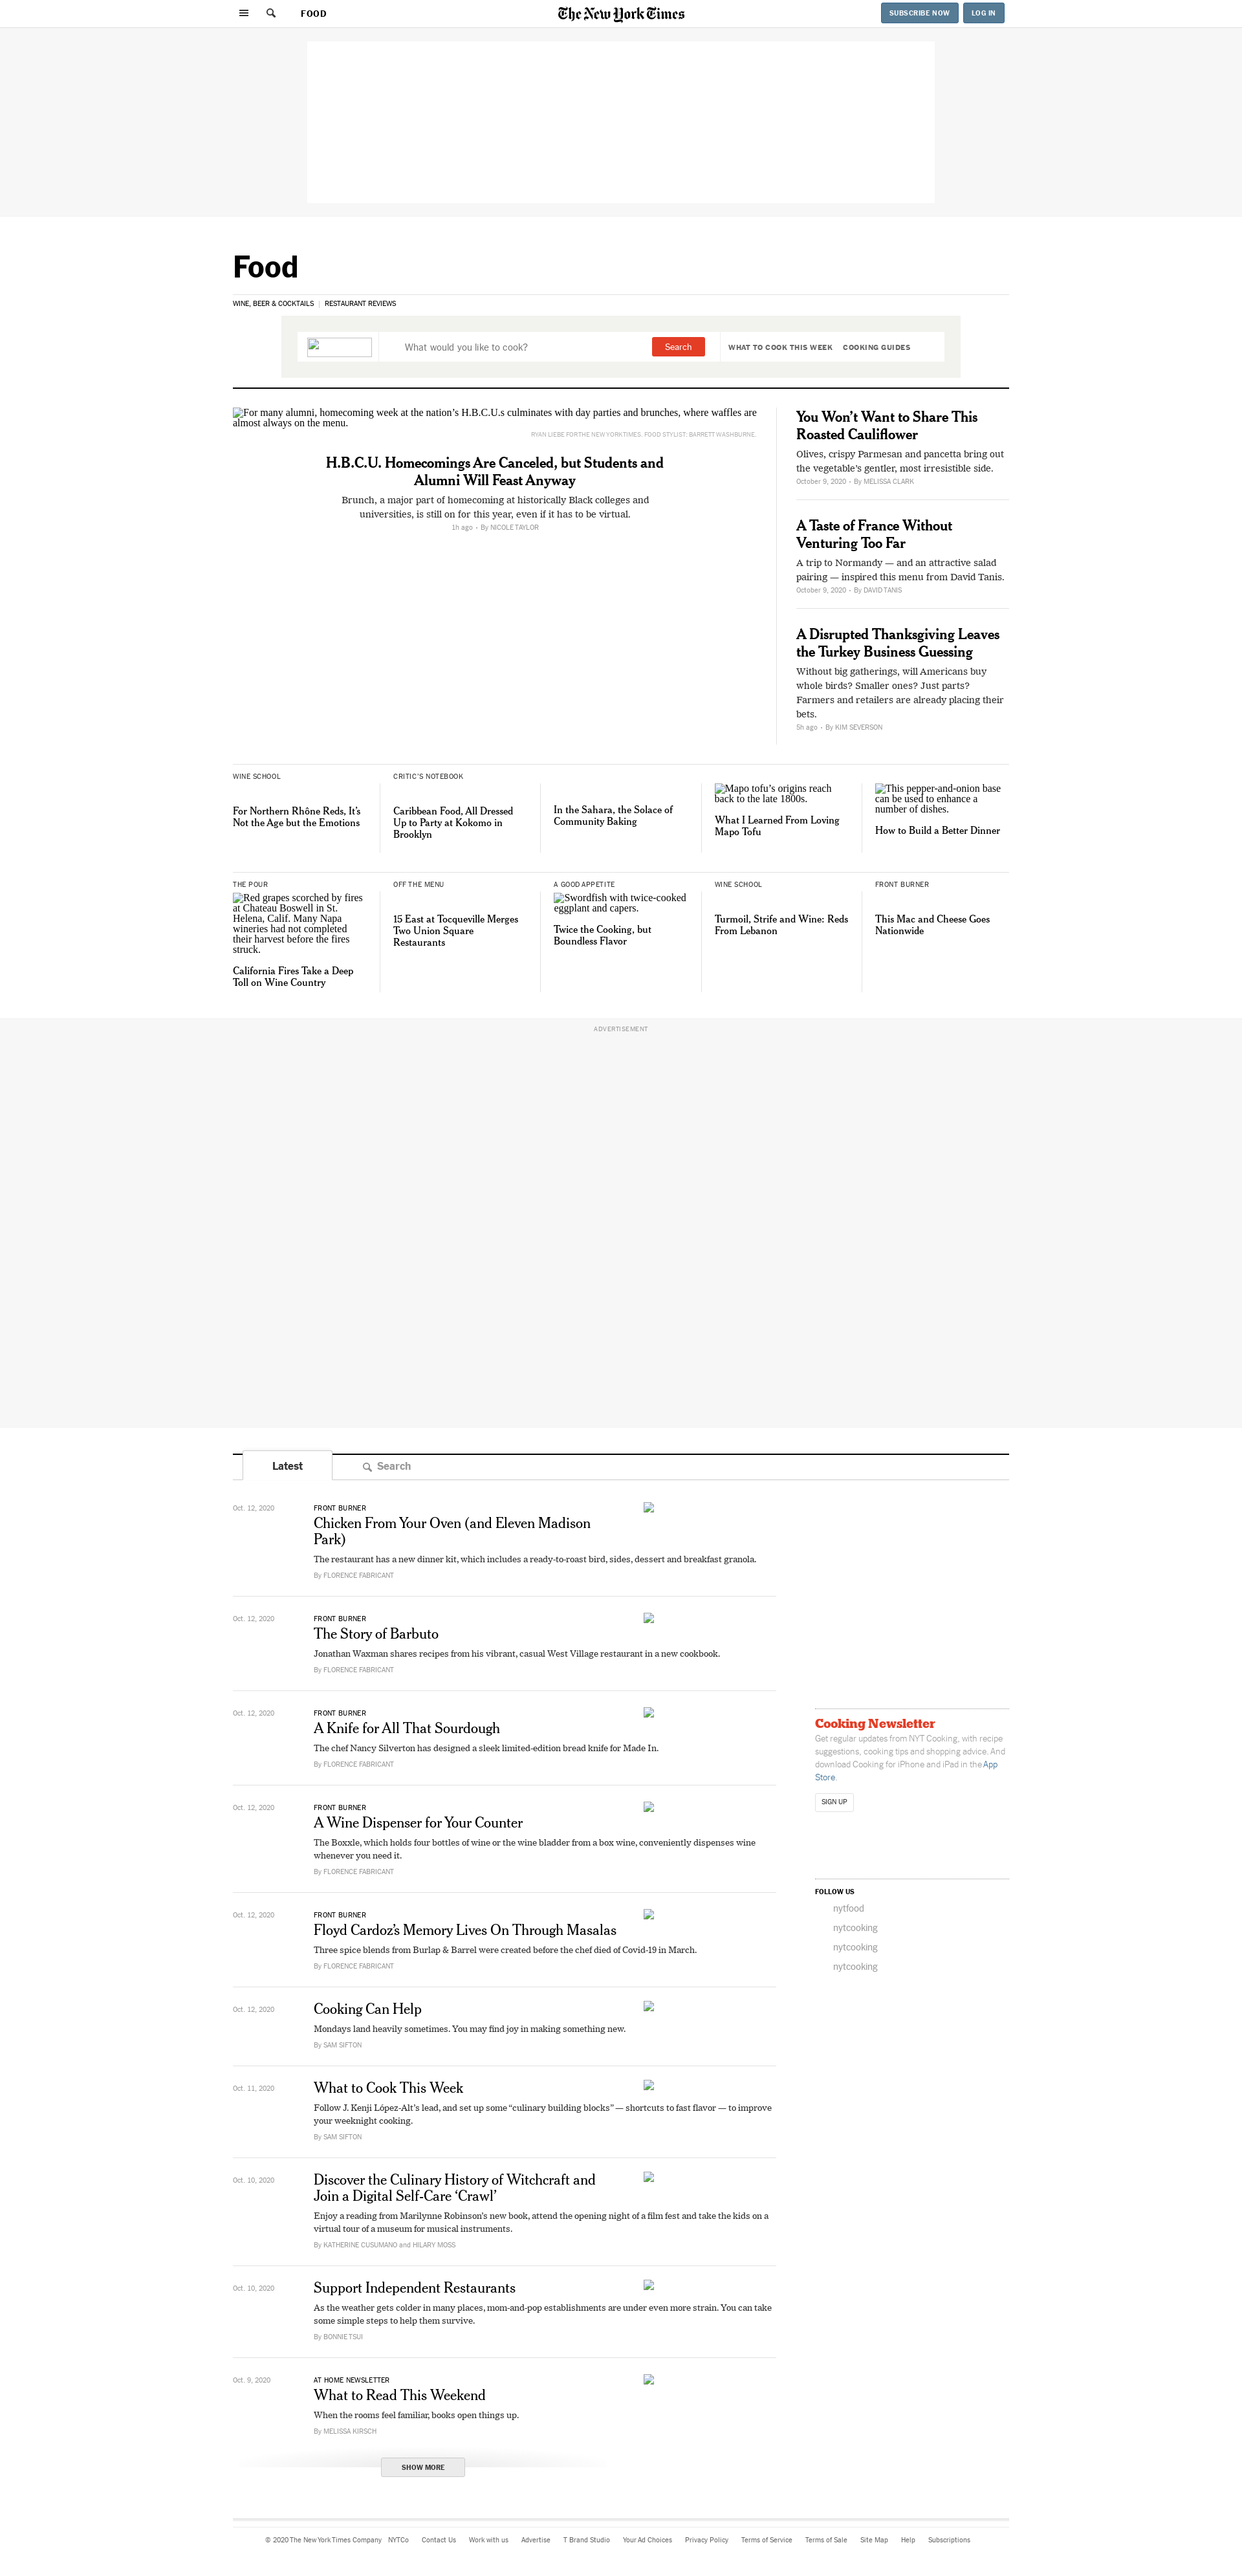 FOOD
The New York Times
SUBSCRIBE NOW
LOG IN
Food
WINE, BEER & COCKTAILS | RESTAURANT REVIEWS
What would you like to cook?
Search
WHAT TO COOK THIS WEEK
COOKING GUIDES
For many alumni, homecoming week at the nation’s H.B.C.U.s culminates with day parties and brunches, where waffles are
almost always on the menu.
RYAN LIEBE FOR THE NEW YORK TIMES. FOOD STYLIST: BARRETT WASHBURNE.
H.B.C.U. Homecomings Are Canceled, but Students and
Alumni Will Feast Anyway
Brunch, a major part of homecoming at historically Black colleges and
universities, is still on for this year, even if it has to be virtual.
1h ago - By NICOLE TAYLOR
You Won’t Want to Share This
Roasted Cauliflower
Olives, crispy Parmesan and pancetta bring out
the vegetable’s gentler, most irresistible side.
October 9, 2020 - By MELISSA CLARK
A Taste of France Without
Venturing Too Far
A trip to Normandy — and an attractive salad
pairing — inspired this menu from David Tanis.
October 9, 2020 - By DAVID TANIS
A Disrupted Thanksgiving Leaves
the Turkey Business Guessing
Without big gatherings, will Americans buy
whole birds? Smaller ones? Just parts?
Farmers and retailers are already placing their
bets.
5h ago - By KIM SEVERSON
WINE SCHOOL
For Northern Rhône Reds, It’s
Not the Age but the Emotions
CRITIC’S NOTEBOOK
Caribbean Food, All Dressed
Up to Party at Kokomo in
Brooklyn
In the Sahara, the Solace of
Community Baking
Mapo tofu’s origins reach
back to the late 1800s.
What I Learned From Loving
Mapo Tofu
This pepper-and-onion base
can be used to enhance a
number of dishes.
How to Build a Better Dinner
THE POUR
Red grapes scorched by fires
at Chateau Boswell in St.
Helena, Calif. Many Napa
wineries had not completed
their harvest before the fires
struck.
California Fires Take a Deep
Toll on Wine Country
OFF THE MENU
15 East at Tocqueville Merges
Two Union Square
Restaurants
A GOOD APPETITE
Swordfish with twice-cooked
eggplant and capers.
Twice the Cooking, but
Boundless Flavor
WINE SCHOOL
Turmoil, Strife and Wine: Reds
From Lebanon
FRONT BURNER
This Mac and Cheese Goes
Nationwide
ADVERTISEMENT
Latest
Search
Oct. 12, 2020
FRONT BURNER
Chicken From Your Oven (and Eleven Madison
Park)
The restaurant has a new dinner kit, which includes a ready-to-roast bird, sides, dessert and breakfast granola.
By FLORENCE FABRICANT
Oct. 12, 2020
FRONT BURNER
The Story of Barbuto
Jonathan Waxman shares recipes from his vibrant, casual West Village restaurant in a new cookbook.
By FLORENCE FABRICANT
Oct. 12, 2020
FRONT BURNER
A Knife for All That Sourdough
The chef Nancy Silverton has designed a sleek limited-edition bread knife for Made In.
By FLORENCE FABRICANT
Oct. 12, 2020
FRONT BURNER
A Wine Dispenser for Your Counter
The Boxxle, which holds four bottles of wine or the wine bladder from a box wine, conveniently dispenses wine
whenever you need it.
By FLORENCE FABRICANT
Oct. 12, 2020
FRONT BURNER
Floyd Cardoz’s Memory Lives On Through Masalas
Three spice blends from Burlap & Barrel were created before the chef died of Covid-19 in March.
By FLORENCE FABRICANT
Oct. 12, 2020
Cooking Can Help
Mondays land heavily sometimes. You may find joy in making something new.
By SAM SIFTON
Oct. 11, 2020
What to Cook This Week
Follow J. Kenji López-Alt’s lead, and set up some “culinary building blocks” — shortcuts to fast flavor — to improve
your weeknight cooking.
By SAM SIFTON
Oct. 10, 2020
Discover the Culinary History of Witchcraft and
Join a Digital Self-Care ‘Crawl’
Enjoy a reading from Marilynne Robinson’s new book, attend the opening night of a film fest and take the kids on a
virtual tour of a museum for musical instruments.
By KATHERINE CUSUMANO and HILARY MOSS
Oct. 10, 2020
Support Independent Restaurants
As the weather gets colder in many places, mom-and-pop establishments are under even more strain. You can take
some simple steps to help them survive.
By BONNIE TSUI
Oct. 9, 2020
AT HOME NEWSLETTER
What to Read This Weekend
When the rooms feel familiar, books open things up.
By MELISSA KIRSCH
SHOW MORE
Cooking Newsletter
Get regular updates from NYT Cooking, with recipe
suggestions, cooking tips and shopping advice. And
download Cooking for iPhone and iPad in the App
Store.
SIGN UP
FOLLOW US
nytfood
nytcooking
nytcooking
nytcooking
© 2020 The New York Times Company NYTCo Contact Us Work with us Advertise T Brand Studio Your Ad Choices Privacy Policy Terms of Service Terms of Sale Site Map Help Subscriptions